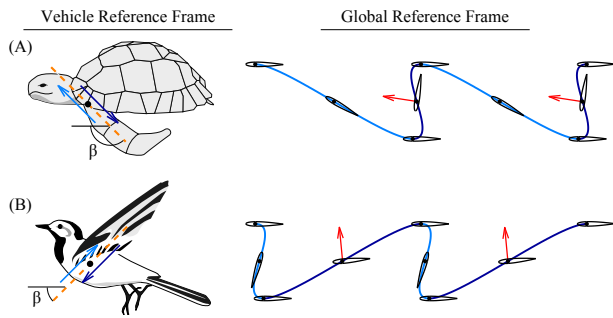 Vehicle Reference Frame
Global Reference Frame
(A)
β
(B)
β